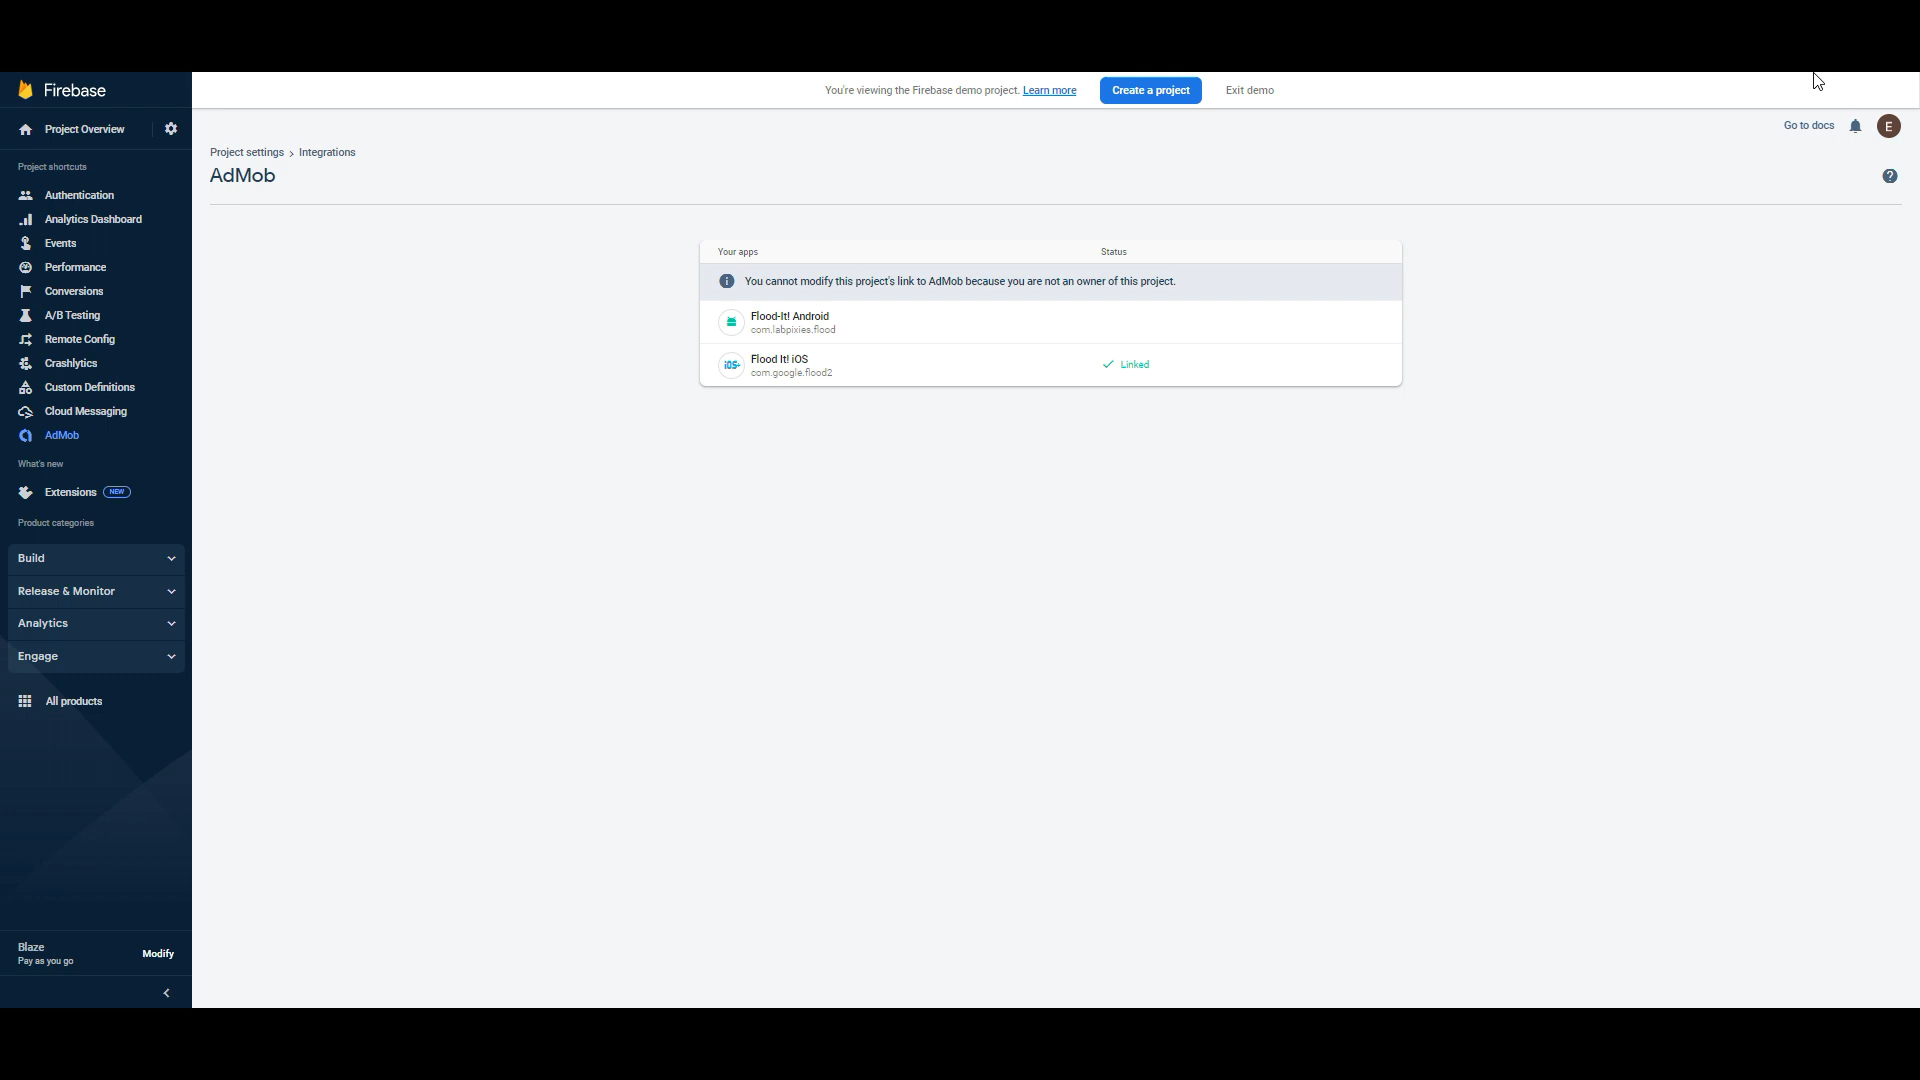 Firebase
You're viewing the Firebase demo project. Learn more
Create a project
Exit demo
Project Overview
Go to docs
E
Project settings > Integrations
AdMob
?
Project shortcuts
Authentication
Analytics Dashboard
Events
Performance
Conversions
A/B Testing
Remote Config
Crashlytics
Custom Definitions
Cloud Messaging
AdMob
What's new
Extensions NEW
Product categories
Build
Release & Monitor
Analytics
Engage
All products
Blaze
Pay as you go
Modify
Your apps Status
You cannot modify this project's link to AdMob because you are not an owner of this project.
Flood-It! Android
com.labpixies.flood
iOS+
Flood It! iOS
com.google.flood2
Linked